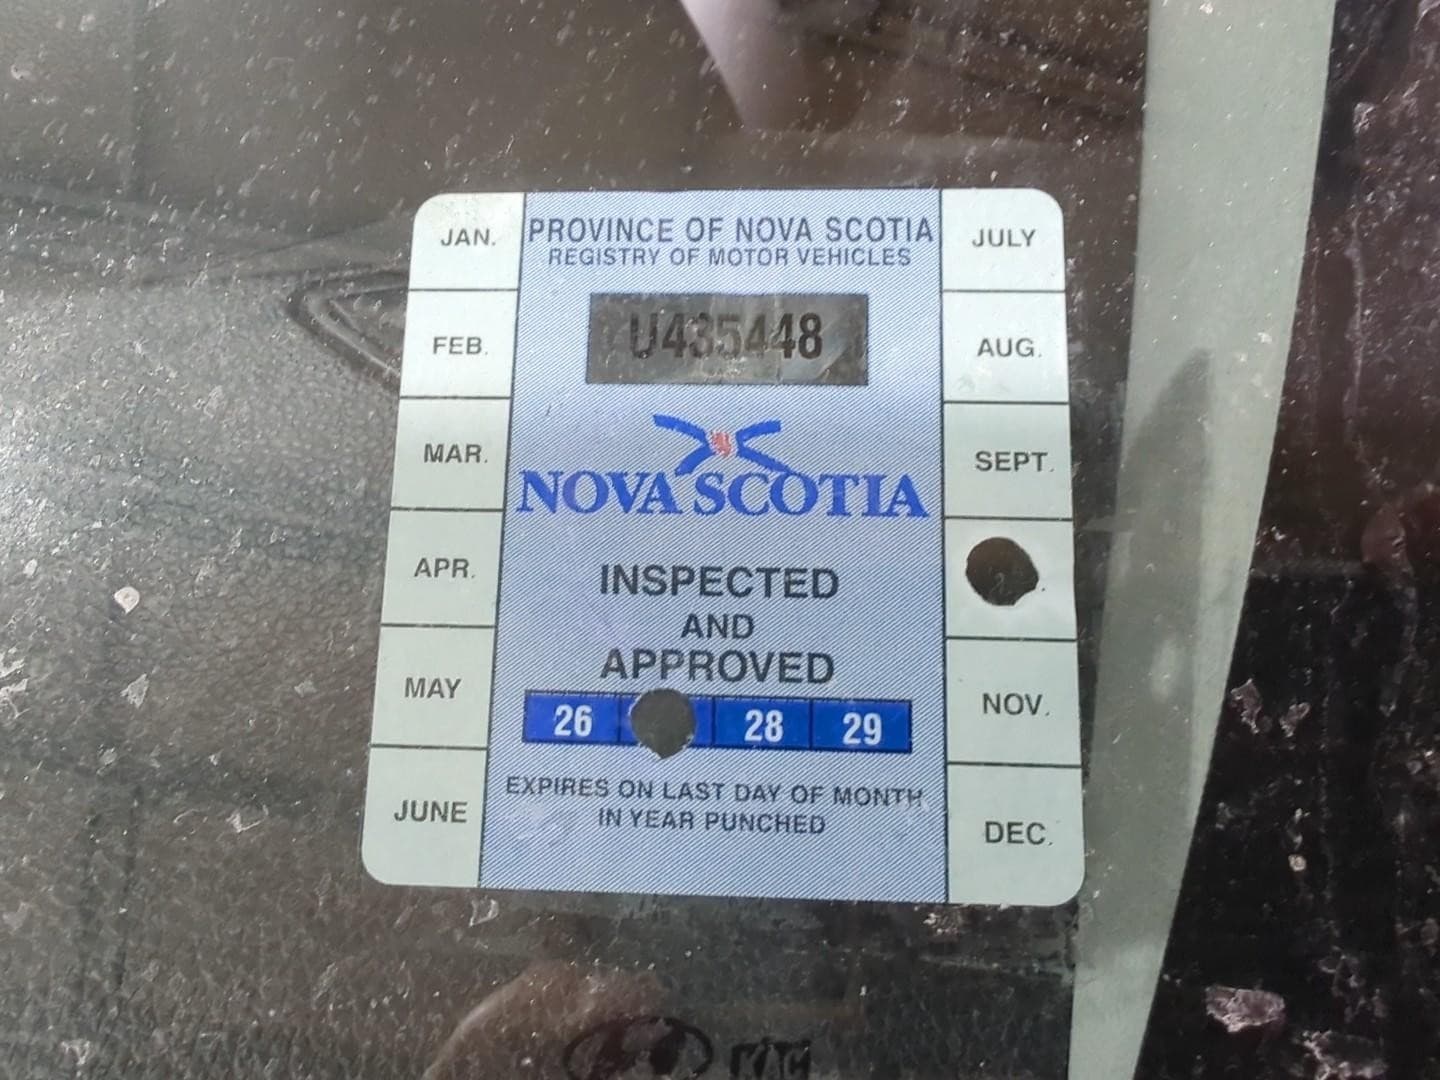 PROVINCE OF NOVA SCOTIA
REGISTRY OF MOTOR VEHICLES
U435448
NOVA SCOTIA
INSPECTED
AND
APPROVED
26 28 29
EXPIRES ON LAST DAY OF MONTH
IN YEAR PUNCHED
JAN.
FEB.
MAR.
APR.
MAY
JUNE
JULY
AUG.
SEPT.
NOV.
DEC.